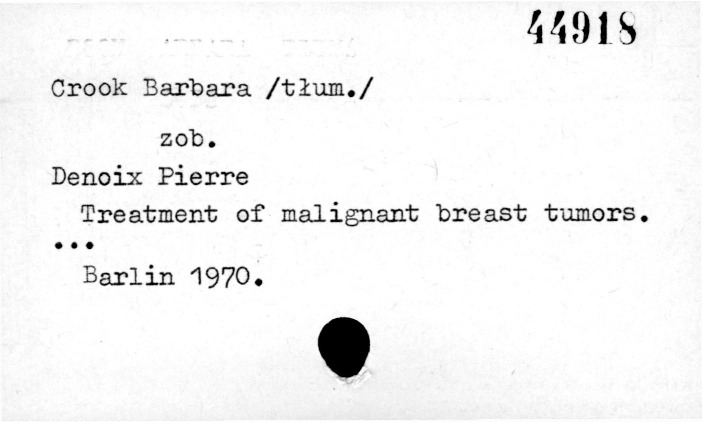 44918
Crook Barbara /tłum./
zob.
Denoix Pierre
Treatment of malignant breast tumors.
...
Barlin 1970.